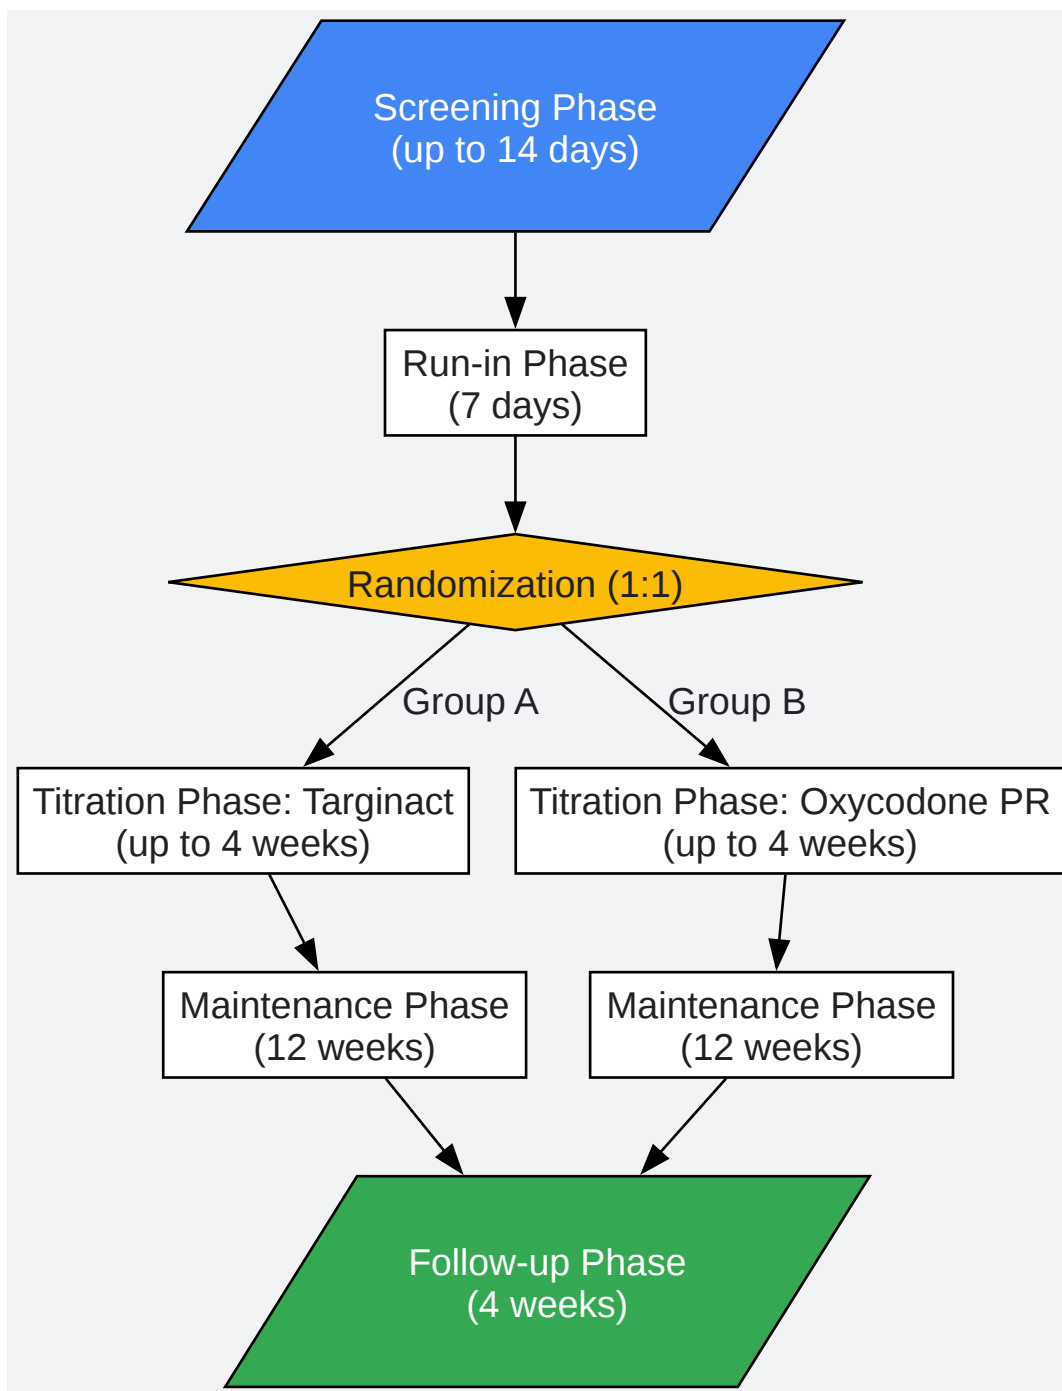 Screening Phase
(up to 14 days)
Run-in Phase
(7 days)
Randomization (1:1)
Group A
Group B
Titration Phase: Targinact
(up to 4 weeks)
Titration Phase: Oxycodone PR
(up to 4 weeks)
Maintenance Phase
(12 weeks)
Maintenance Phase
(12 weeks)
Follow-up Phase
(4 weeks)